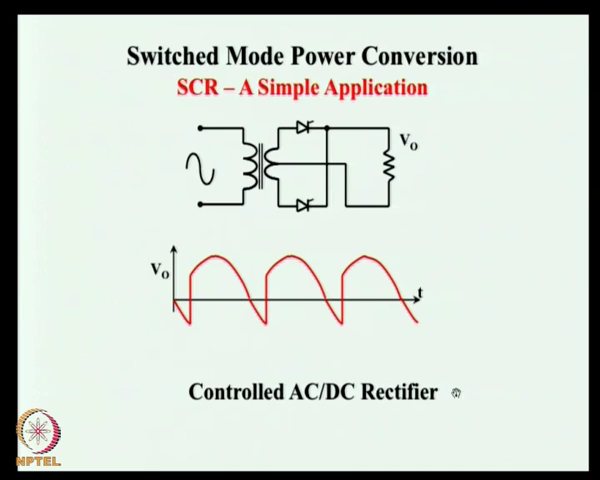 Switched Mode Power Conversion
SCR – A Simple Application
Vo
Vo
t
Controlled AC/DC Rectifier
NPTEL